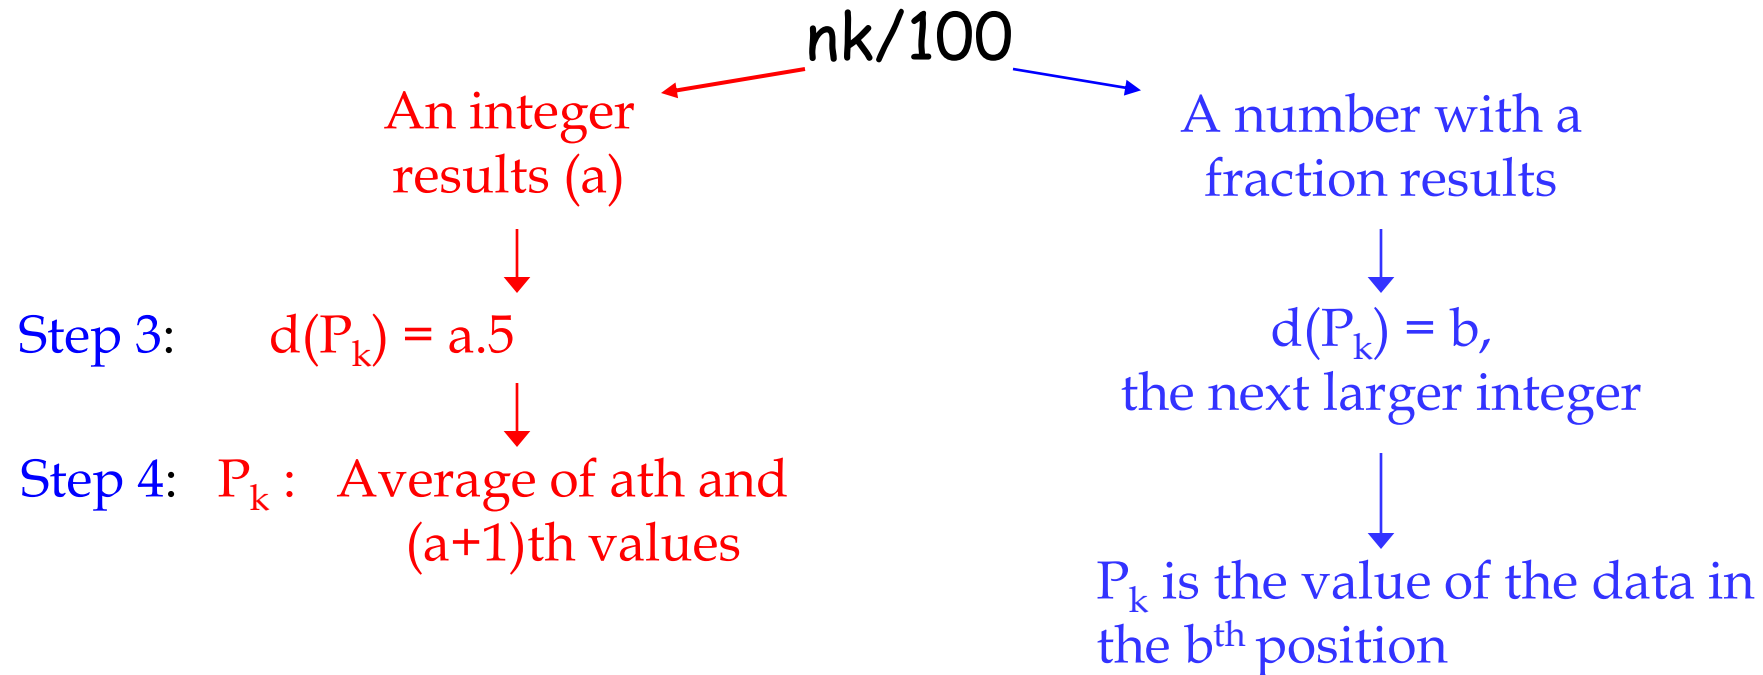 nk/100
An integer
results (a)
A number with a
fraction results
Step 3: d(Pk) = a.5
d(Pk) = b,
the next larger integer
Step 4: Pk : Average of ath and
(a+1)th values
Pk is the value of the data in
the bth position